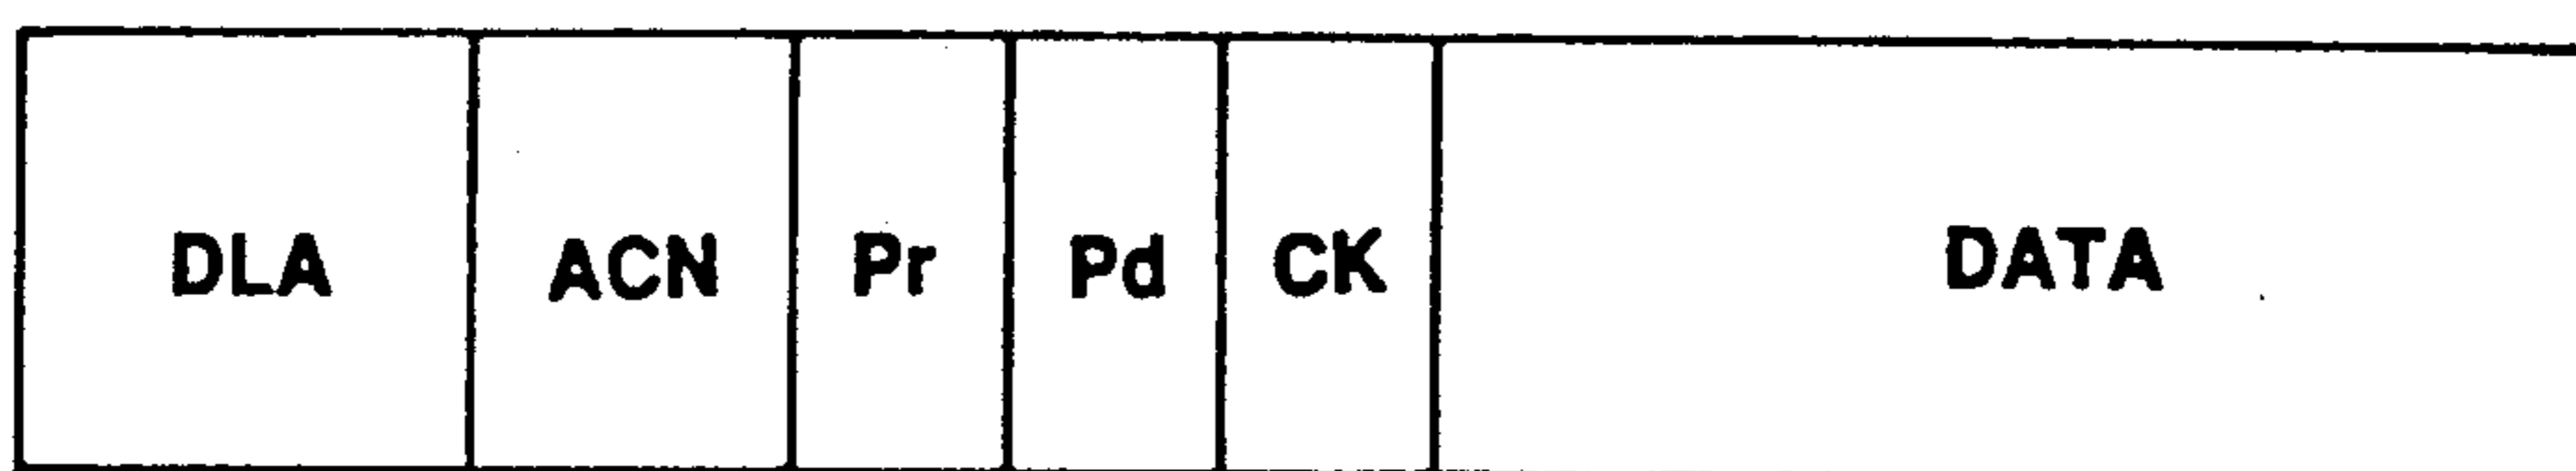 DLA ACN Pr Pd CK DATA